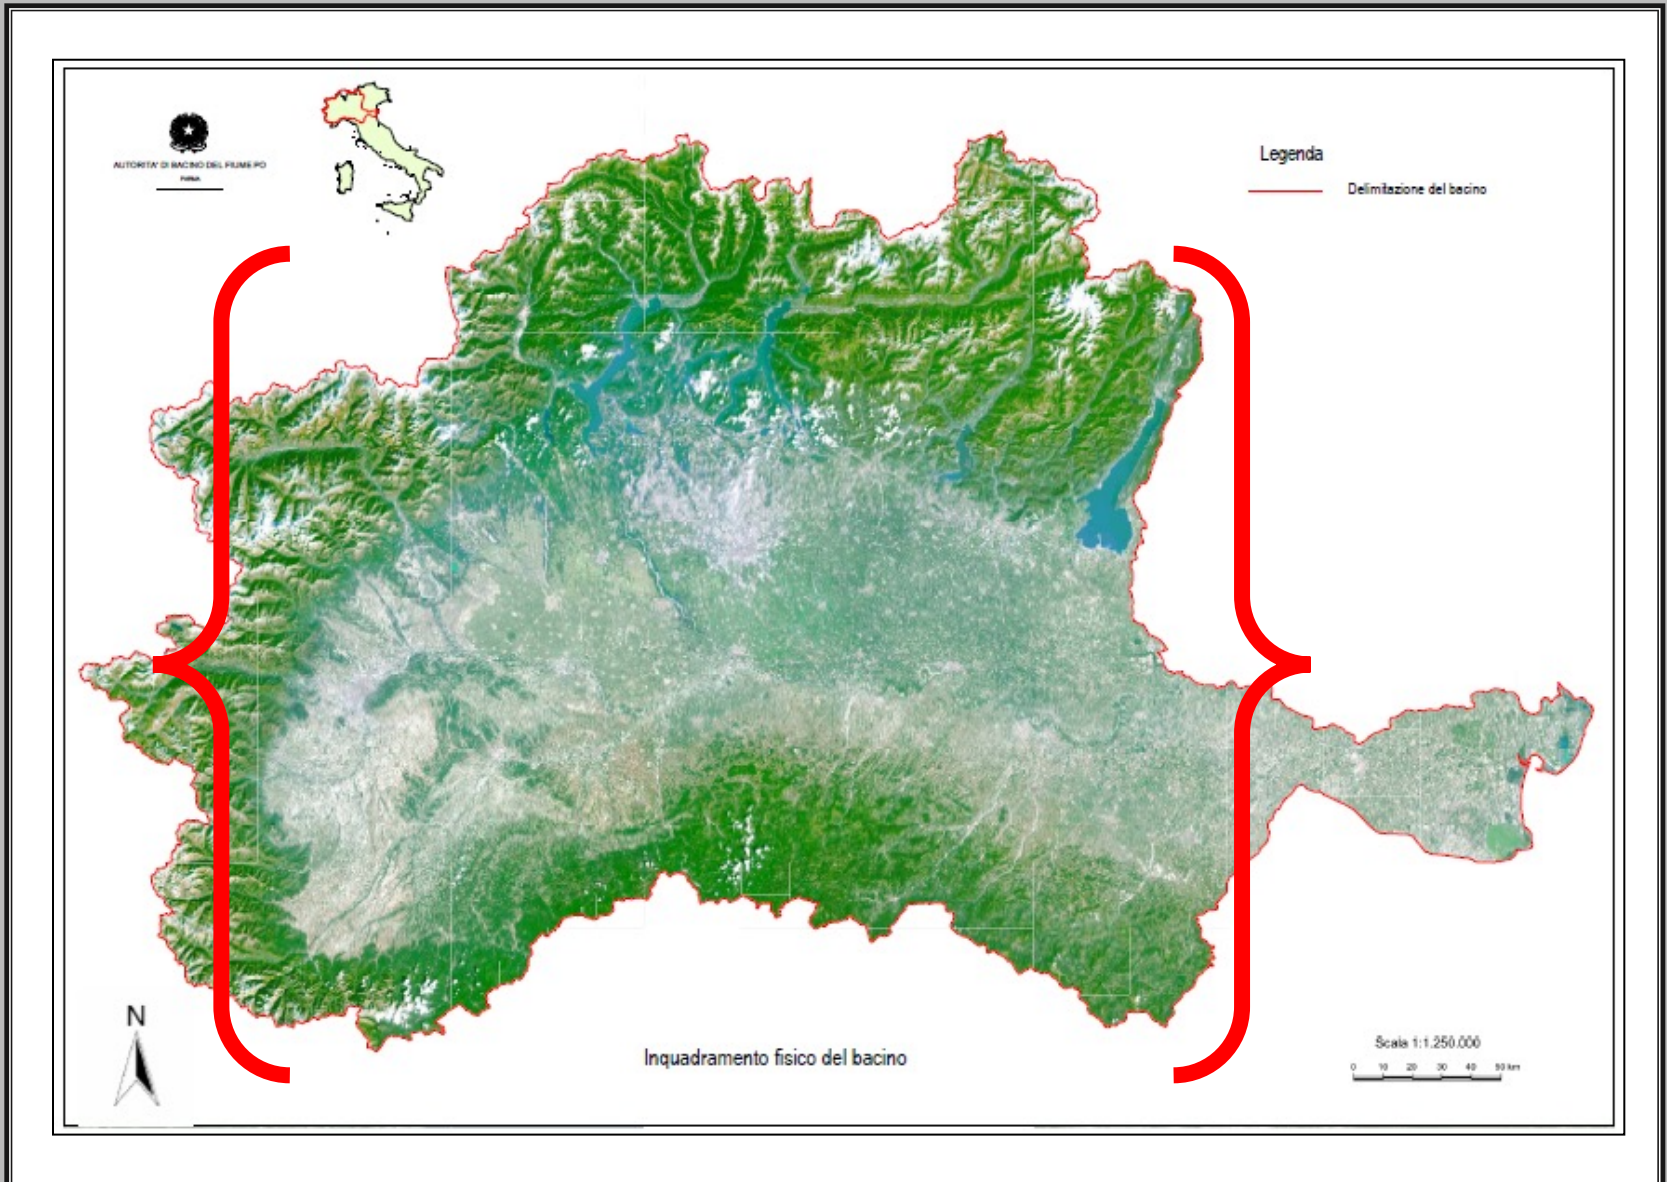 AUTORITA' DI BACINO DEL FIUME PO
PARMA
Legenda
Delimitazione del bacino
N
Inquadramento fisico del bacino
Scala 1:1.250.000
0 10 20 30 40 50 km